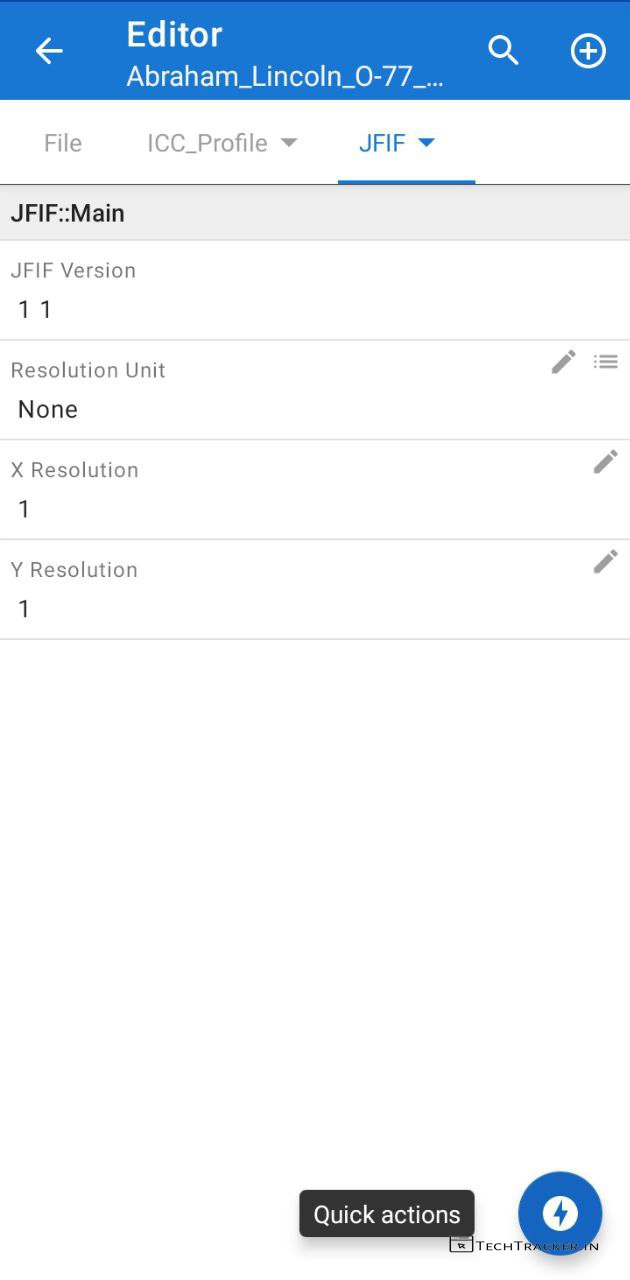 Editor
Abraham_Lincoln_O-77_...
File ICC_Profile JFIF
JFIF::Main
JFIF Version
1 1
Resolution Unit
None
X Resolution
1
Y Resolution
1
Quick actions
TECHTRACKER.IN